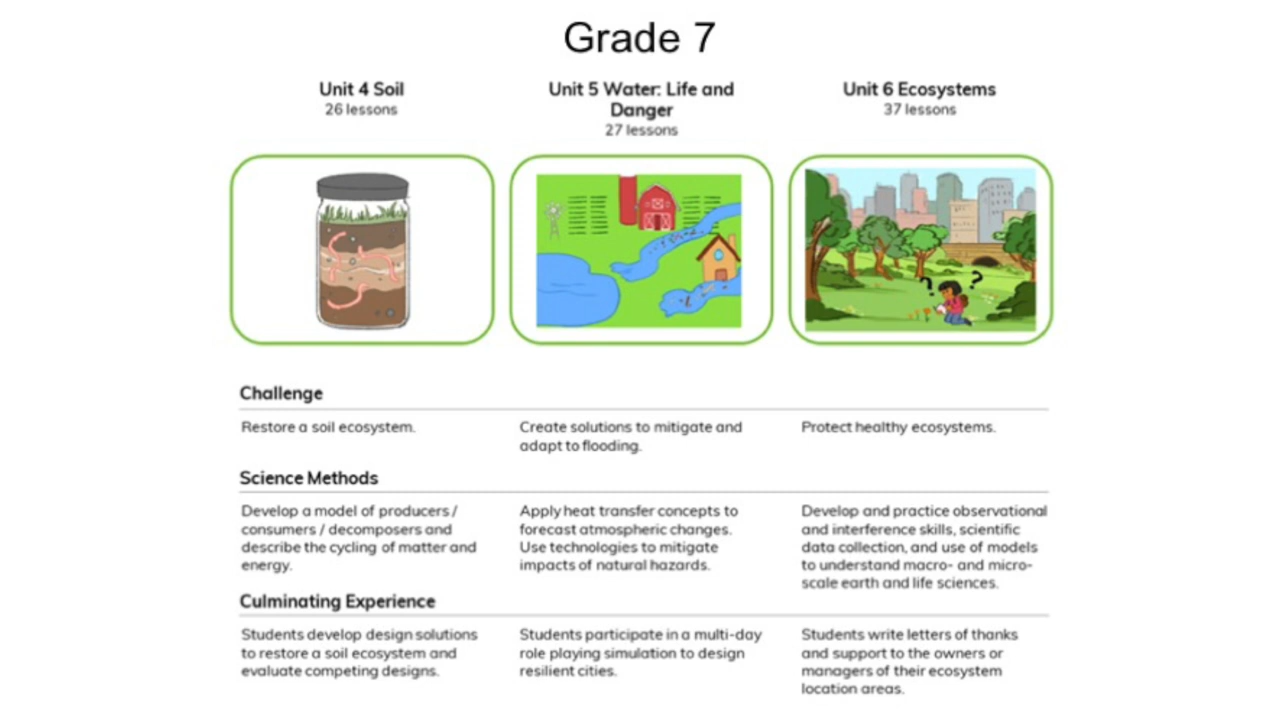 Grade 7
Unit 4 Soil
26 lessons
Unit 5 Water: Life and
Danger
27 lessons
Unit 6 Ecosystems
37 lessons
? ?
Challenge
Restore a soil ecosystem.
Create solutions to mitigate and
adapt to flooding.
Protect healthy ecosystems.
Science Methods
Develop a model of producers /
consumers / decomposers and
describe the cycling of matter and
energy.
Apply heat transfer concepts to
forecast atmospheric changes.
Use technologies to mitigate
impacts of natural hazards.
Develop and practice observational
and interference skills, scientific
data collection, and use of models
to understand macro- and micro-
scale earth and life sciences.
Culminating Experience
Students develop design solutions
to restore a soil ecosystem and
evaluate competing designs.
Students participate in a multi-day
role playing simulation to design
resilient cities.
Students write letters of thanks
and support to the owners or
managers of their ecosystem
location areas.